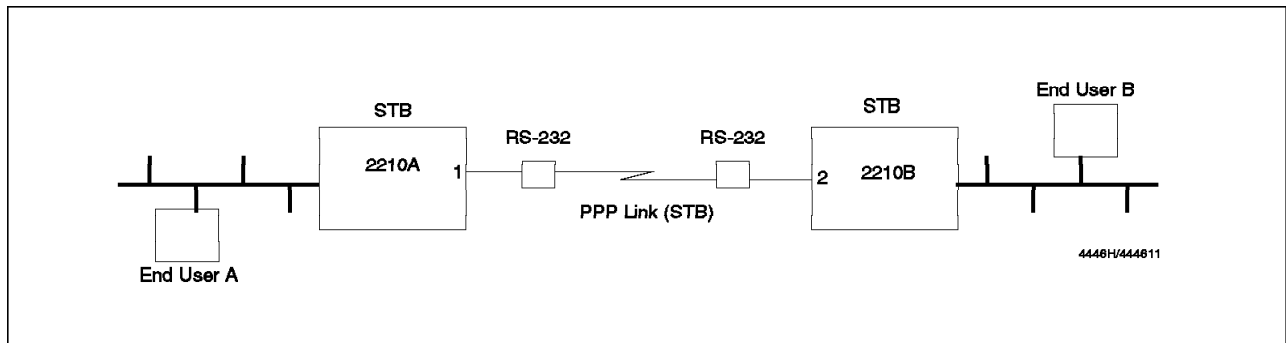 STB
2210A
1
RS-232
RS-232
PPP Link (STB)
STB
2
2210B
End User B
End User A
4446H/444611